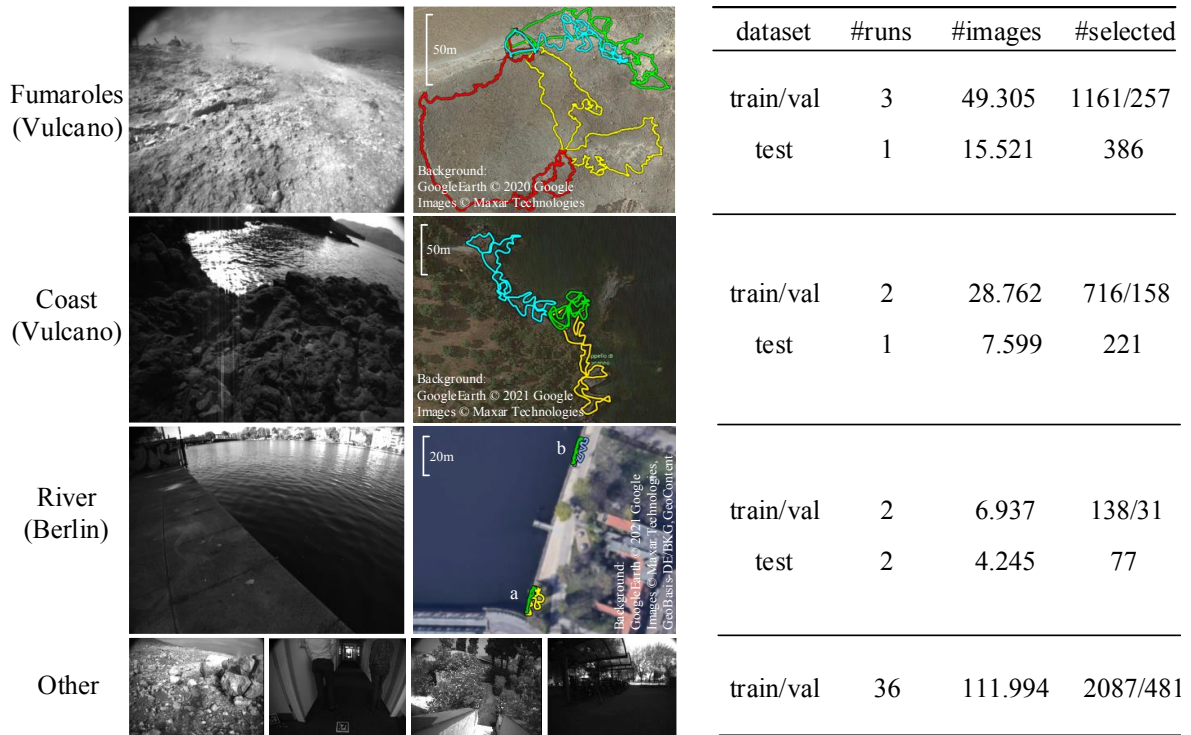 dataset #runs #images #selected
Fumaroles
(Vulcano)
50m
Background:
GoogleEarth © 2020 Google
Images © Maxar Technologies
train/val 3 49.305 1161/257
test 1 15.521 386
Coast
(Vulcano)
50m
ppello di
Background:
GoogleEarth © 2021 Google
Images © Maxar Technologies
train/val 2 28.762 716/158
test 1 7.599 221
River
(Berlin)
20m
b
a
Background:
GoogleEarth © 2021 Google
Images © Maxar Technologies,
GeoBasis-DE/BKG,GeoContent
train/val 2 6.937 138/31
test 2 4.245 77
Other
train/val 36 111.994 2087/481